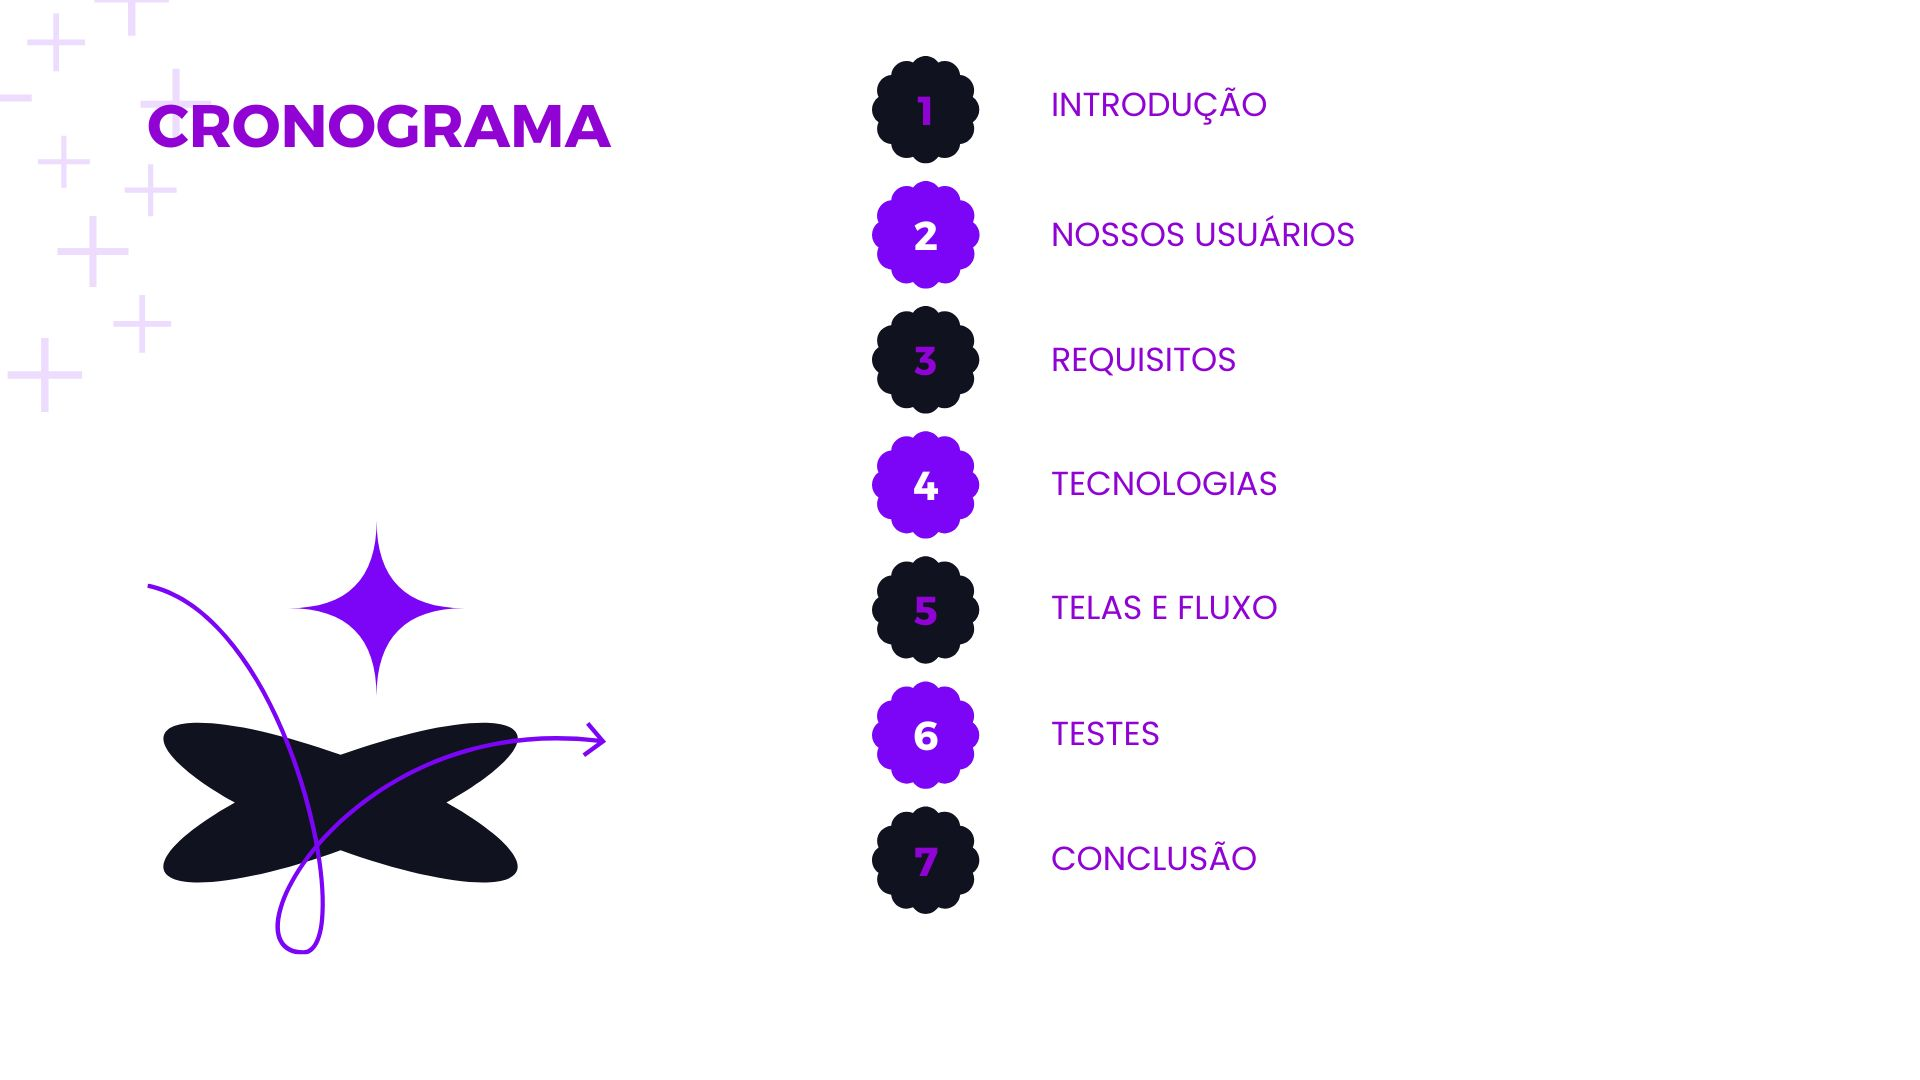 CRONOGRAMA
1 INTRODUÇÃO
2 NOSSOS USUÁRIOS
3 REQUISITOS
4 TECNOLOGIAS
5 TELAS E FLUXO
6 TESTES
7 CONCLUSÃO